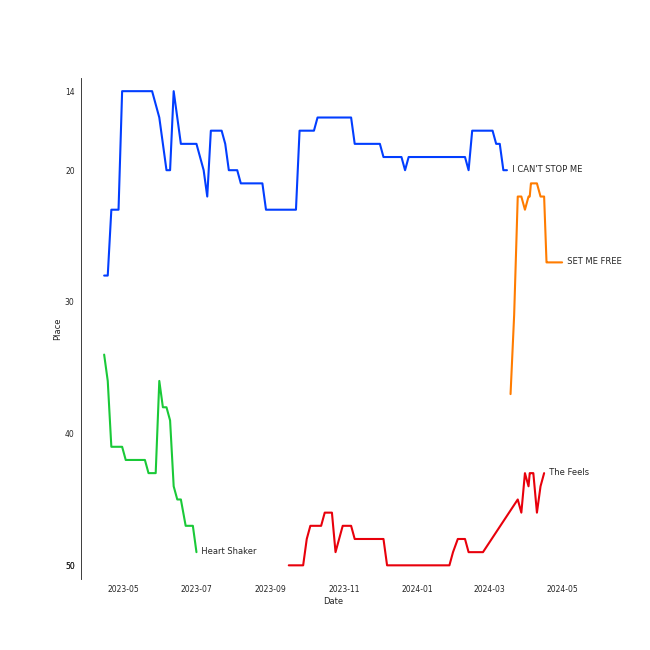 14
20
30
40
50
Place
I CAN'T STOP ME
SET ME FREE
The Feels
Heart Shaker
2023-05
2023-07
2023-09
2023-11
2024-01
2024-03
2024-05
Date